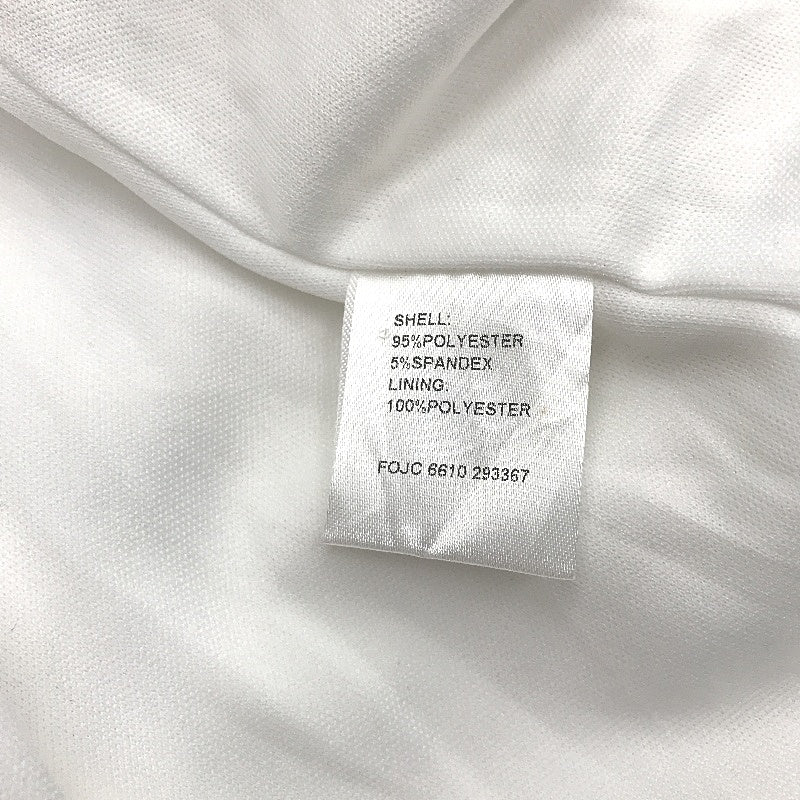 SHELL:
95%POLYESTER
5%SPANDEX
LINING:
100%POLYESTER
FOJC 6610 293367